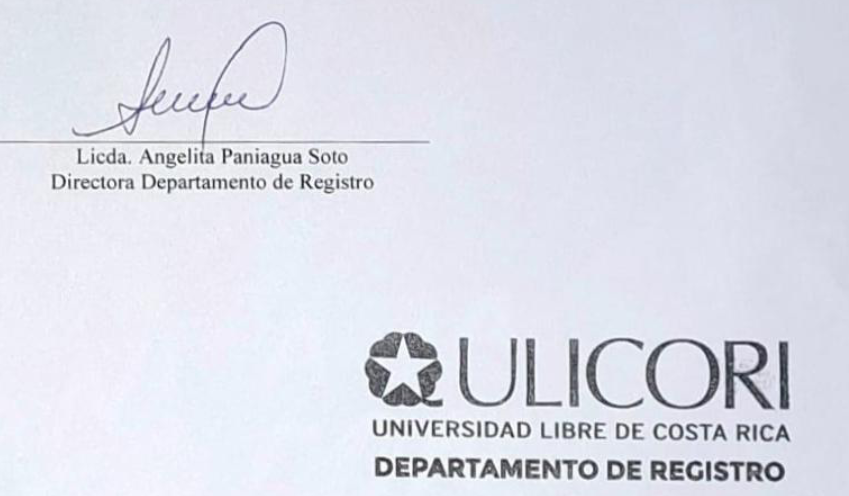 Licda. Angelita Paniagua Soto
Directora Departamento de Registro
ULICORI
UNIVERSIDAD LIBRE DE COSTA RICA
DEPARTAMENTO DE REGISTRO